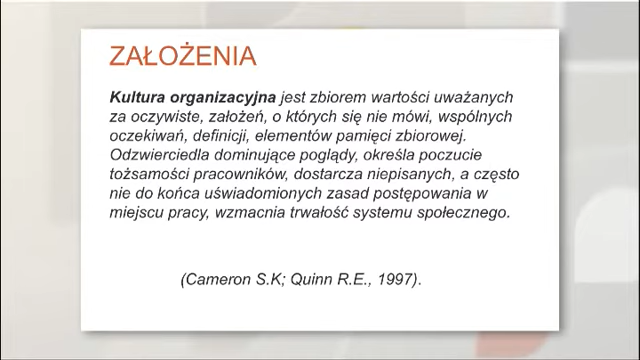 ZAŁOŻENIA
Kultura organizacyjna jest zbiorem wartości uważanych
za oczywiste, założeń, o których się nie mówi, wspólnych
oczekiwań, definicji, elementów pamięci zbiorowej.
Odzwierciedla dominujące poglądy, określa poczucie
tożsamości pracowników, dostarcza niepisanych, a często
nie do końca uświadomionych zasad postępowania w
miejscu pracy, wzmacnia trwałość systemu społecznego.
(Cameron S.K; Quinn R.E., 1997).